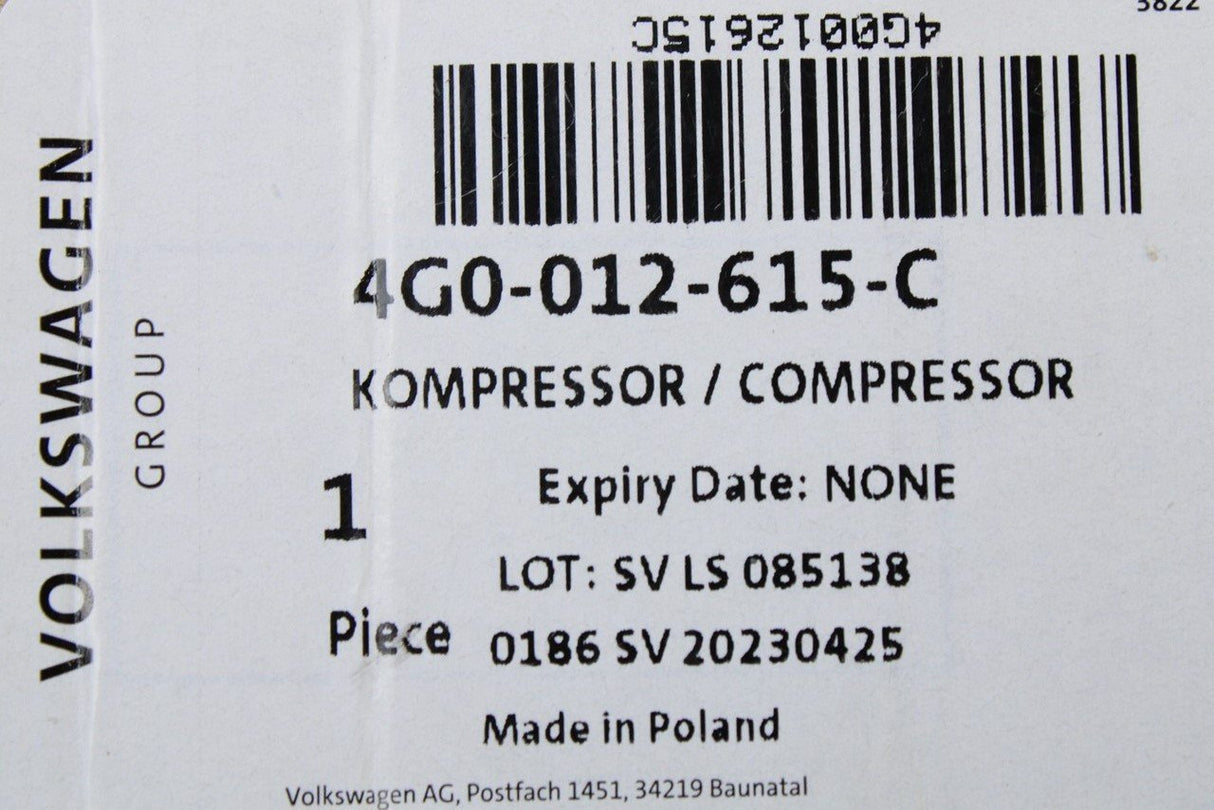 3822
4G0012615C
4G0-012-615-C
KOMPRESSOR / COMPRESSOR
1
Piece
Expiry Date: NONE
LOT: SV LS 085138
0186 SV 20230425
Made in Poland
Volkswagen AG, Postfach 1451, 34219 Baunatal
VOLKSWAGEN
GROUP